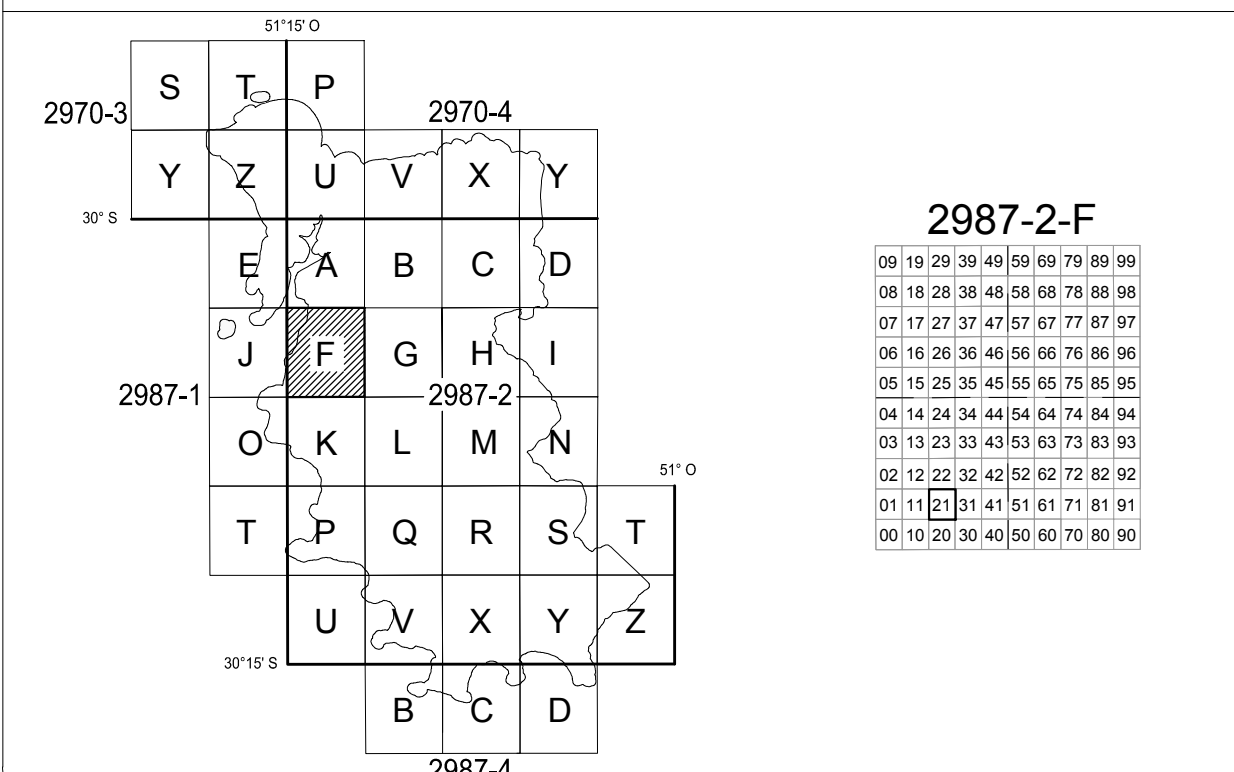 51°15' O
S T P
2970-3 2970-4
Y Z U V X Y
30° S
E A B C D
J F G H I
2987-1 2987-2
O K L M N
51° O
T P Q R S T
U V X Y Z
30°15' S
B C D
2987-4
2987-2-F
09 19 29 39 49 59 69 79 89 99
08 18 28 38 48 58 68 78 88 98
07 17 27 37 47 57 67 77 87 97
06 16 26 36 46 56 66 76 86 96
05 15 25 35 45 55 65 75 85 95
04 14 24 34 44 54 64 74 84 94
03 13 23 33 43 53 63 73 83 93
02 12 22 32 42 52 62 72 82 92
01 11 21 31 41 51 61 71 81 91
00 10 20 30 40 50 60 70 80 90